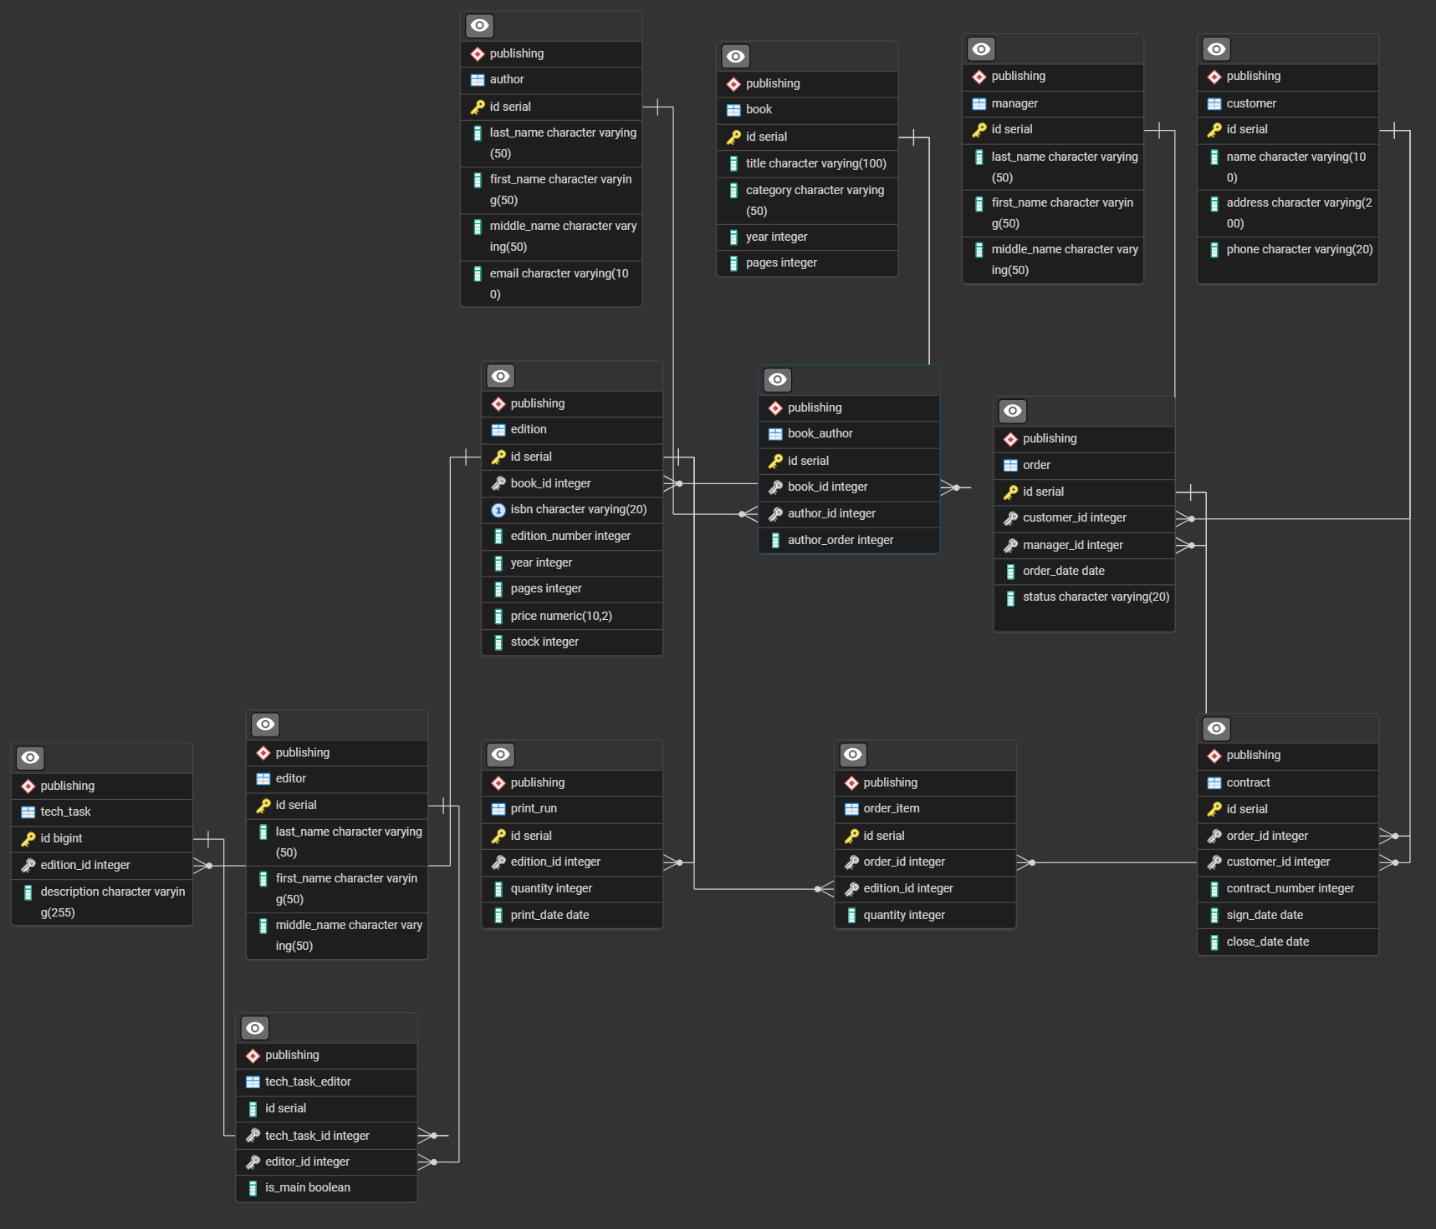 publishing
author
id serial
last_name character varying
(50)
first_name character varyin
g(50)
middle_name character vary
ing(50)
email character varying(10
0)
publishing
book
id serial
title character varying(100)
category character varying
(50)
year integer
pages integer
publishing
manager
id serial
last_name character varying
(50)
first_name character varyin
g(50)
middle_name character vary
ing(50)
publishing
customer
id serial
name character varying(10
0)
address character varying(2
00)
phone character varying(20)
publishing
edition
id serial
book_id integer
1
isbn character varying(20)
edition_number integer
year integer
pages integer
price numeric(10,2)
stock integer
publishing
book_author
id serial
book_id integer
author_id integer
author_order integer
publishing
order
id serial
customer_id integer
manager_id integer
order_date date
status character varying(20)
publishing
tech_task
id bigint
edition_id integer
description character varyin
g(255)
publishing
editor
id serial
last_name character varying
(50)
first_name character varyin
g(50)
middle_name character vary
ing(50)
publishing
print_run
id serial
edition_id integer
quantity integer
print_date date
publishing
order_item
id serial
order_id integer
edition_id integer
quantity integer
publishing
contract
id serial
order_id integer
customer_id integer
contract_number integer
sign_date date
close_date date
publishing
tech_task_editor
id serial
tech_task_id integer
editor_id integer
is_main boolean